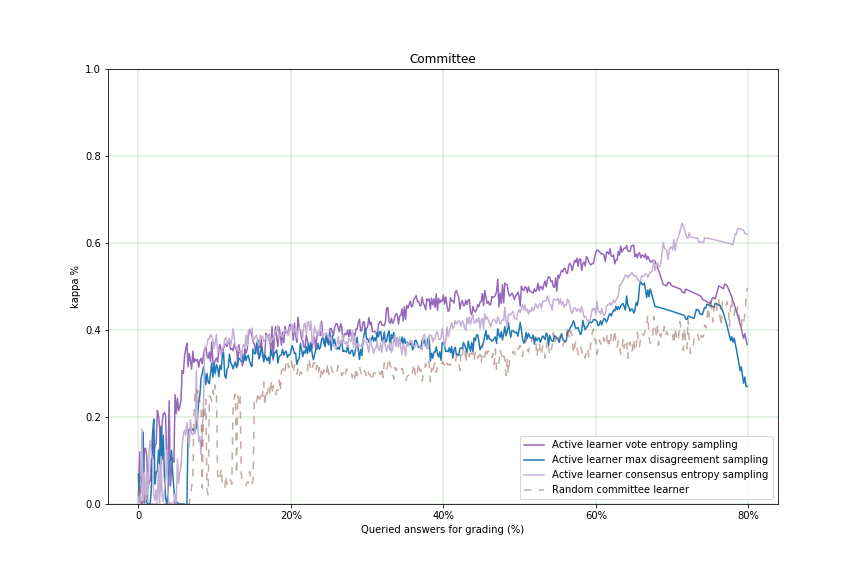 Committee
1.0
0.8
0.6
0.4
0.2
0.0
kappa %
0 20% 40% 60% 80%
Queried answers for grading (%)
Active learner vote entropy sampling
Active learner max disagreement sampling
Active learner consensus entropy sampling
Random committee learner